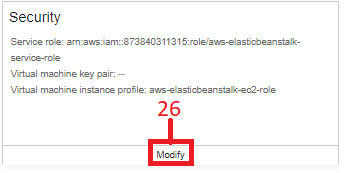 Security
Service role: arn:aws:iam::873840311315:role/aws-elasticbeanstalk-
service-role
Virtual machine key pair: --
Virtual machine instance profile: aws-elasticbeanstalk-ec2-role
26
Modify